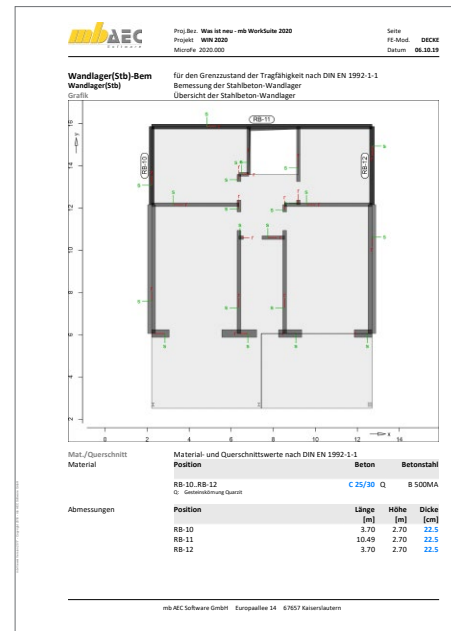 mb AEC
Software
Proj.Bez. Was ist neu - mb WorkSuite 2020
Projekt WIN 2020
Microfe 2020.000
Seite
FE-Mod. DECKE
Datum 06.10.19
Wandlager(Stb)-Bem für den Grenzzustand der Tragfähigkeit nach DIN EN 1992-1-1
Wandlager(Stb) Bemessung der Stahlbeton-Wandlager
Grafik Übersicht der Stahlbeton-Wandlager
RB-11
RB-10
RB-12
16
14
12
10
8
6
4
2
y
0 2 4 6 8 10 12 14
x
Mat./Querschnitt Material- und Querschnittswerte nach DIN EN 1992-1-1
Material Position Beton Betonstahl
RB-10..RB-12 C 25/30 Q B 500MA
Q: Gesteinskörnung Quarzit
Abmessungen Position Länge Höhe Dicke
[m] [m] [cm]
RB-10 3.70 2.70 22.5
RB-11 10.49 2.70 22.5
RB-12 3.70 2.70 22.5
mb AEC Software GmbH Europaallee 14 67657 Kaiserslautern